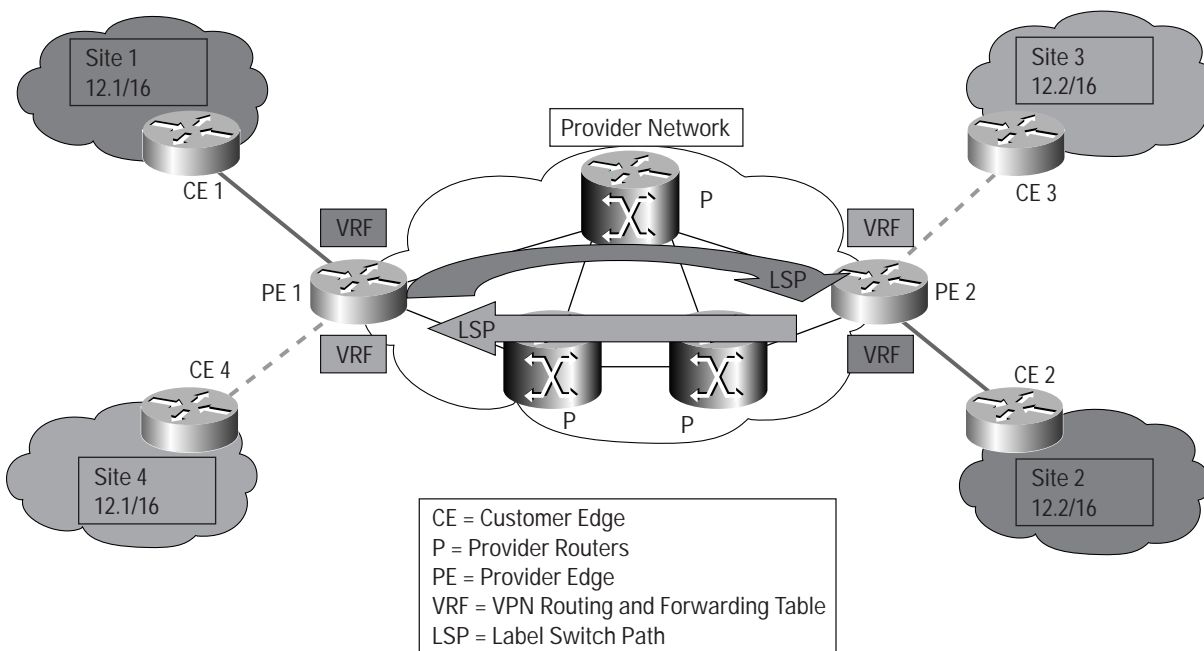 Site 1
12.1/16
CE 1
Site 3
12.2/16
CE 3
Provider Network
P
VRF
VRF
PE 1
LSP
PE 2
LSP
VRF
VRF
CE 4
CE 2
P
P
Site 4
12.1/16
Site 2
12.2/16
CE = Customer Edge
P = Provider Routers
PE = Provider Edge
VRF = VPN Routing and Forwarding Table
LSP = Label Switch Path